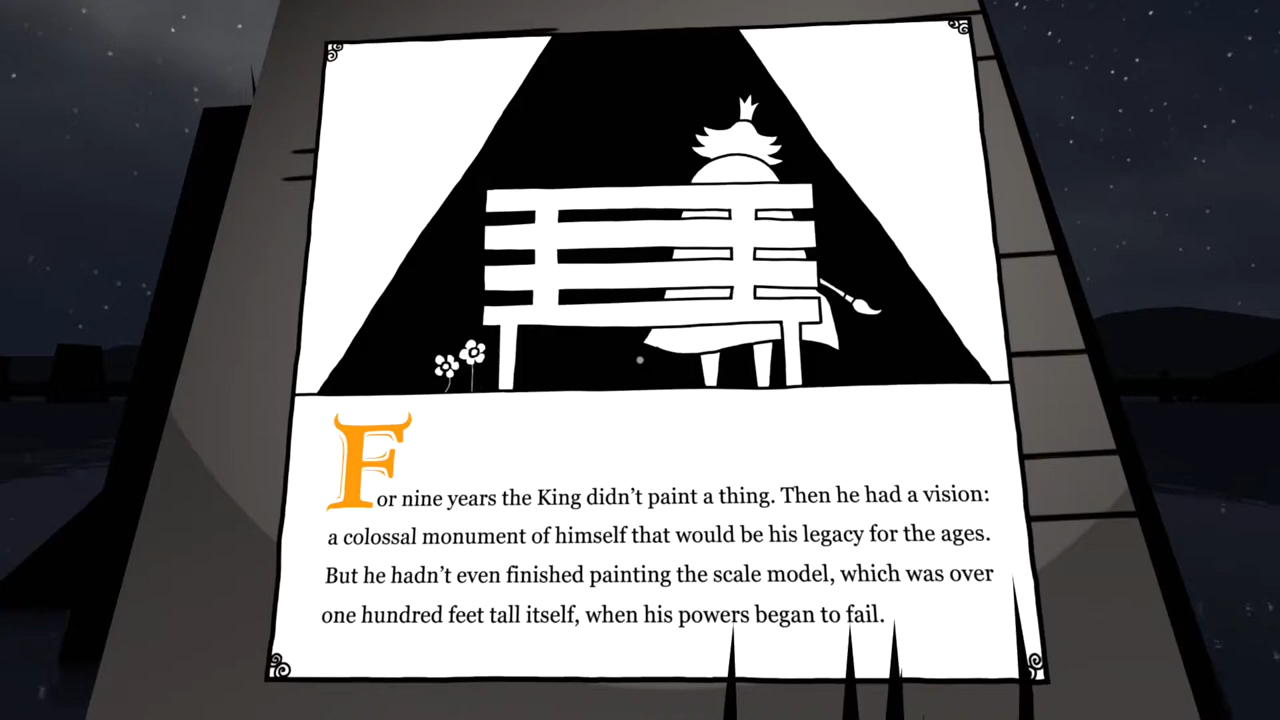 For nine years the King didn't paint a thing. Then he had a vision:
a colossal monument of himself that would be his legacy for the ages.
But he hadn't even finished painting the scale model, which was over
one hundred feet tall itself, when his powers began to fail.